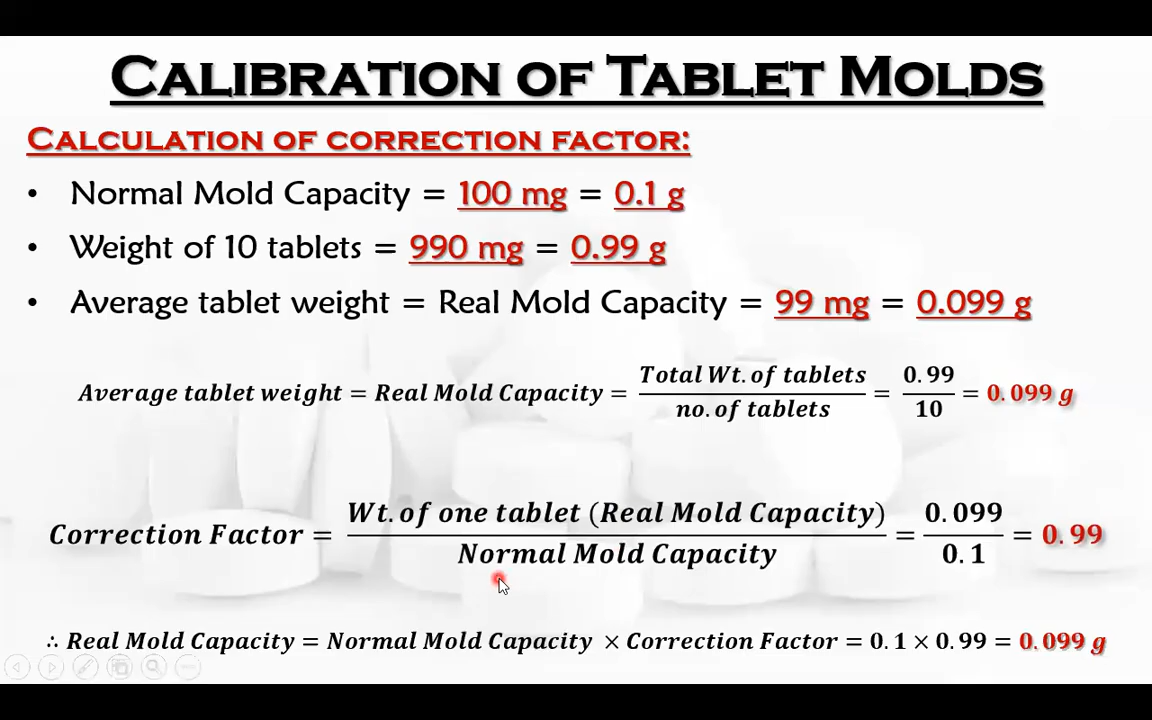 CALIBRATION OF TABLET MOLDS
CALCULATION OF CORRECTION FACTOR:
• Normal Mold Capacity = 100 mg = 0.1 g
• Weight of 10 tablets = 990 mg = 0.99 g
• Average tablet weight = Real Mold Capacity = 99 mg = 0.099 g
Average tablet weight = Real Mold Capacity = Total Wt. of tablets / no. of tablets = 0.99 / 10 = 0.099 g
Correction Factor = Wt. of one tablet (Real Mold Capacity) / Normal Mold Capacity = 0.099 / 0.1 = 0.99
∴ Real Mold Capacity = Normal Mold Capacity × Correction Factor = 0.1 × 0.99 = 0.099 g